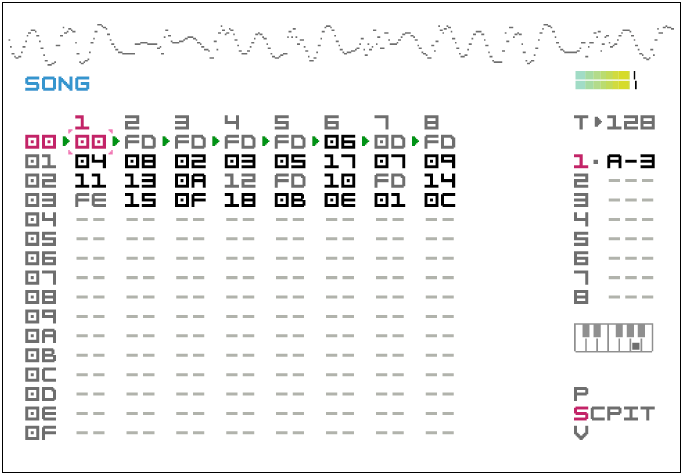 SONG
1 2 3 4 5 6 7 8
00 00 FD FD FD FD 06 0D FD T 128
01 04 08 02 03 05 17 07 09 1 A-3
02 11 13 0A 12 FD 10 FD 14 2 ---
03 FE 15 0F 18 0B 0E 01 0C 3 ---
04 -- -- -- -- -- -- -- -- 4 ---
05 -- -- -- -- -- -- -- -- 5 ---
06 -- -- -- -- -- -- -- -- 6 ---
07 -- -- -- -- -- -- -- -- 7 ---
08 -- -- -- -- -- -- -- -- 8 ---
09 -- -- -- -- -- -- -- --
0A -- -- -- -- -- -- -- --
0B -- -- -- -- -- -- -- --
0C -- -- -- -- -- -- -- --
0D -- -- -- -- -- -- -- -- P
0E -- -- -- -- -- -- -- -- SCPIT
0F -- -- -- -- -- -- -- -- V